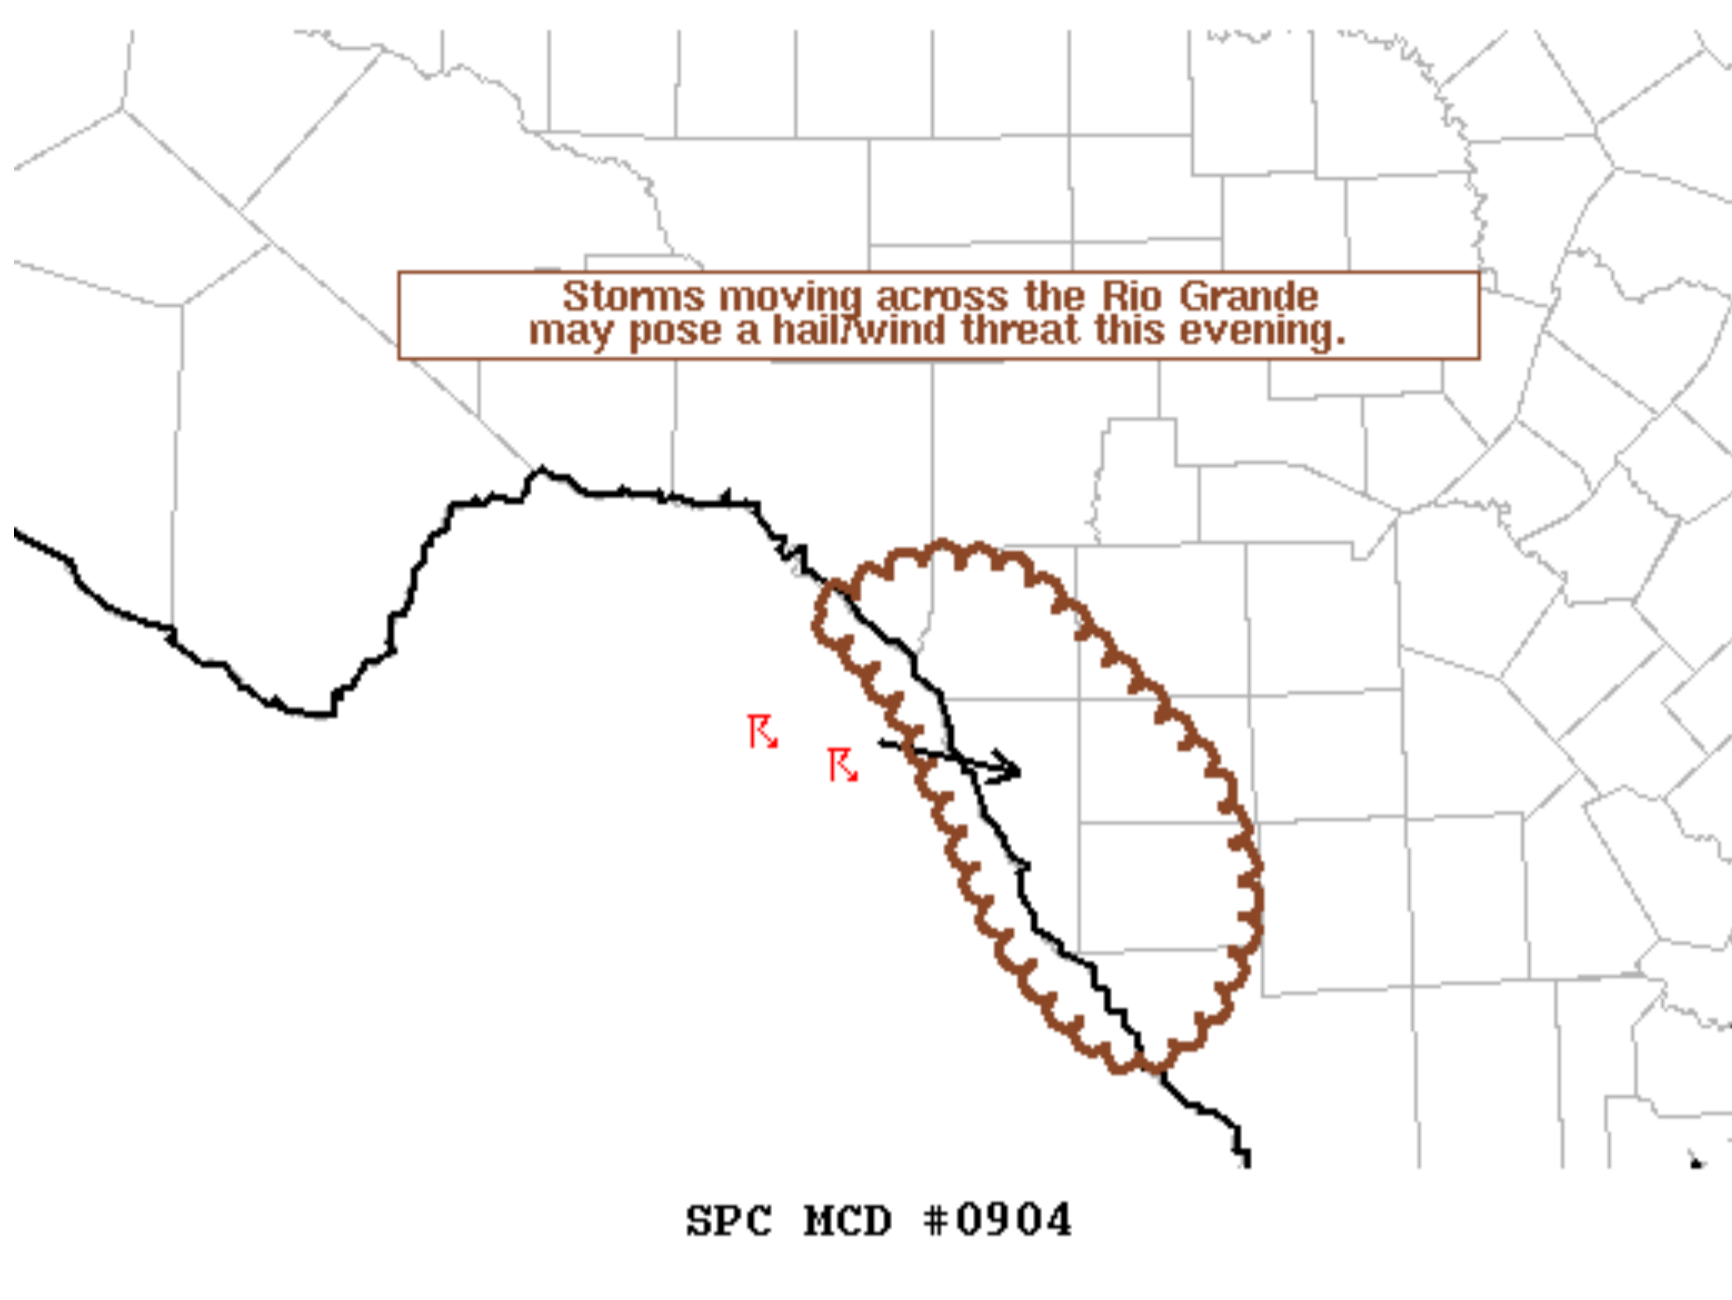 Storms moving across the Rio Grande
may pose a hail/wind threat this evening.
SPC MCD #0904